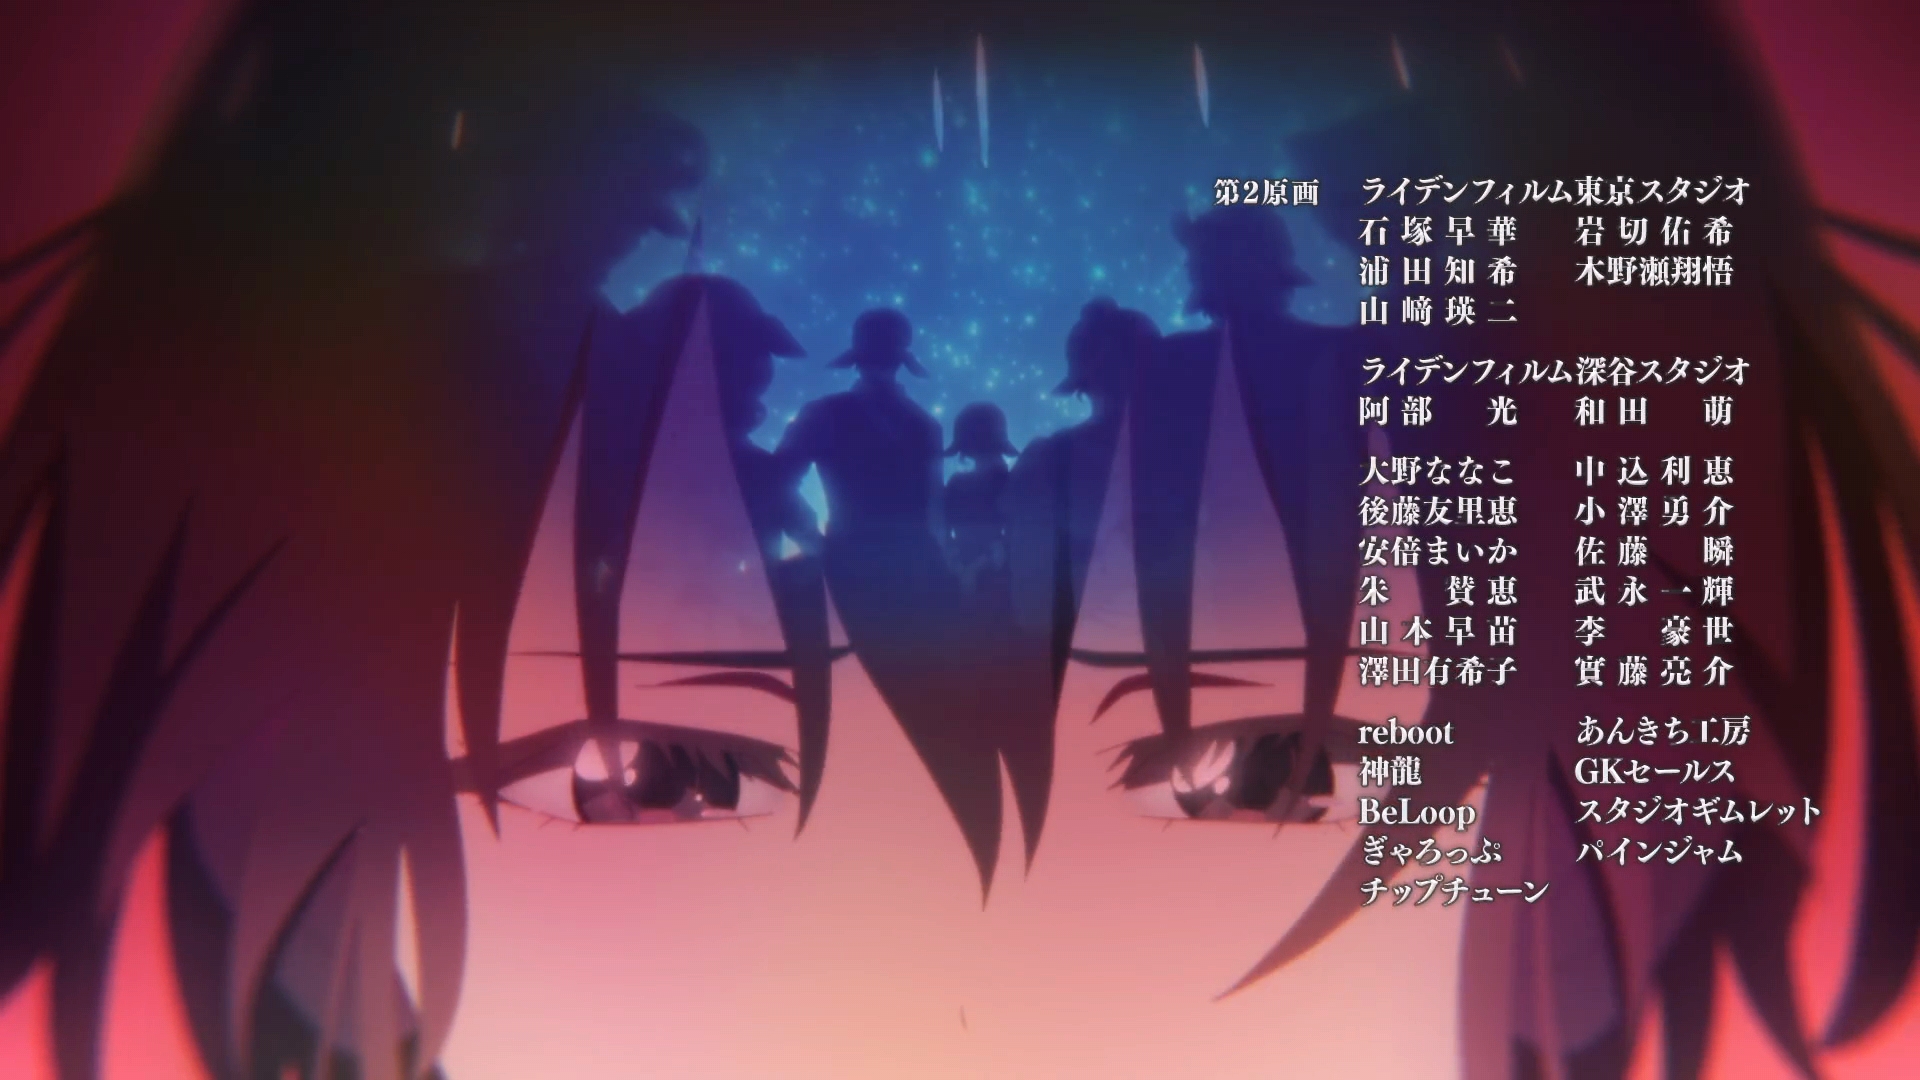 第2原画 ライデンフィルム東京スタジオ
石塚早華 岩切佑希
浦田知希 木野瀬翔悟
山﨑瑛二
ライデンフィルム深谷スタジオ
阿部光 和田萌
大野ななこ 中込利恵
後藤友里恵 小澤勇介
安倍まいか 佐藤瞬
朱賛恵 武永一輝
山本早苗 李豪世
澤田有希子 實藤亮介
reboot あんきち工房
神龍 GKセールス
BeLoop スタジオギムレット
ぎゃろっぷ パインジャム
チップチューン